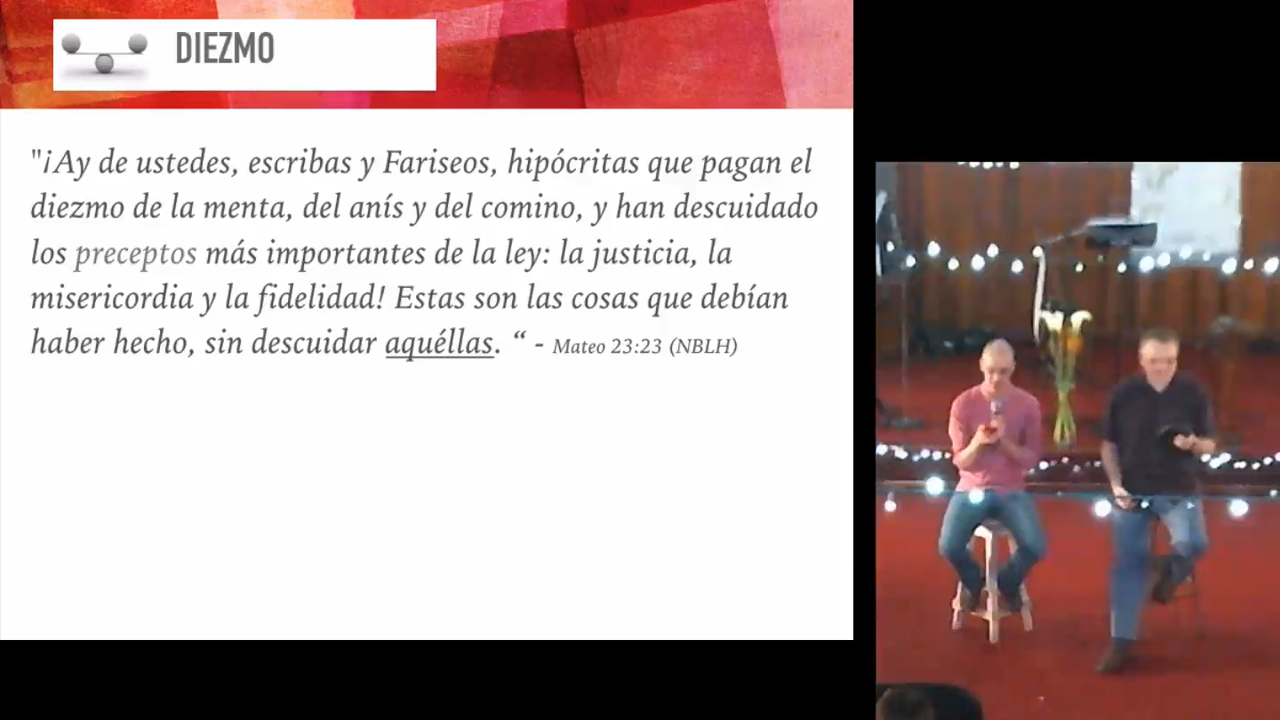 DIEZMO
"¡Ay de ustedes, escribas y Fariseos, hipócritas que pagan el
diezmo de la menta, del anís y del comino, y han descuidado
los preceptos más importantes de la ley: la justicia, la
misericordia y la fidelidad! Estas son las cosas que debían
haber hecho, sin descuidar aquéllas. “ - Mateo 23:23 (NBLH)